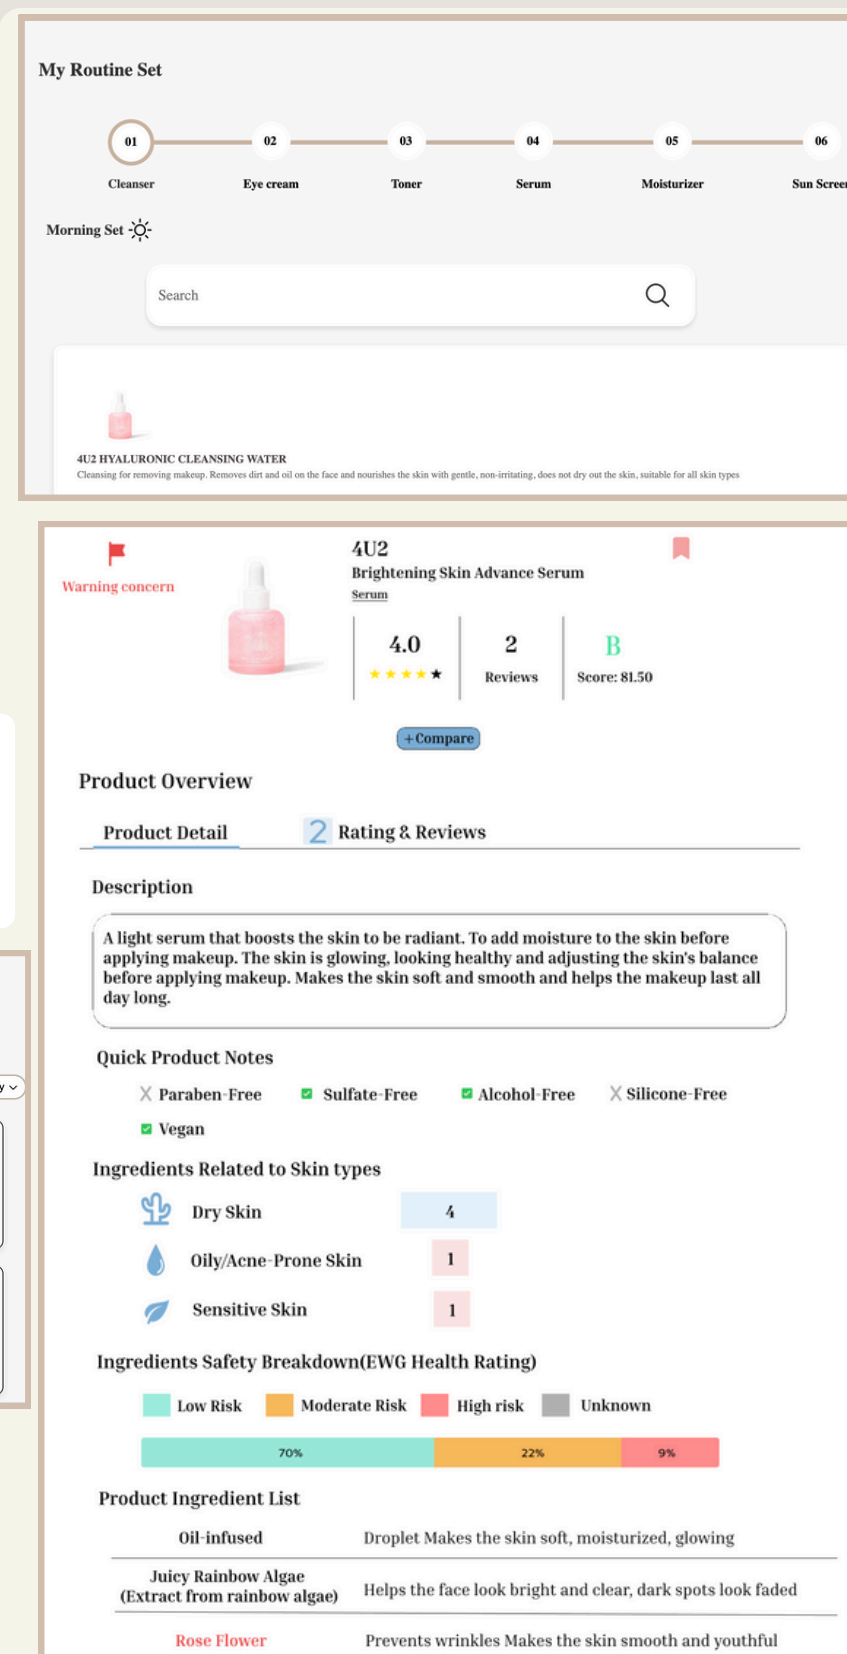 My Routine Set
01
02
03
04
05
06
Cleanser
Eye cream
Toner
Serum
Moisturizer
Sun Screen
Morning Set
Search
4U2 HYALURONIC CLEANSING WATER
Cleansing for removing makeup. Removes dirt and oil on the face and nourishes the skin with gentle, non-irritating, does not dry out the skin, suitable for all skin types
Warning concern
4U2
Brightening Skin Advance Serum
Serum
4.0
2
B
Reviews
Score: 81.50
+Compare
Product Overview
Product Detail
2 Rating & Reviews
Description
A light serum that boosts the skin to be radiant. To add moisture to the skin before
applying makeup. The skin is glowing, looking healthy and adjusting the skin's balance
before applying makeup. Makes the skin soft and smooth and helps the makeup last all
day long.
Quick Product Notes
X Paraben-Free
Sulfate-Free
Alcohol-Free
X Silicone-Free
Vegan
y
Ingredients Related to Skin types
Dry Skin
4
Oily/Acne-Prone Skin
1
Sensitive Skin
1
Ingredients Safety Breakdown(EWG Health Rating)
Low Risk
Moderate Risk
High risk
Unknown
70%
22%
9%
Product Ingredient List
Oil-infused
Droplet Makes the skin soft, moisturized, glowing
Juicy Rainbow Algae
(Extract from rainbow algae)
Helps the face look bright and clear, dark spots look faded
Rose Flower
Prevents wrinkles Makes the skin smooth and youthful